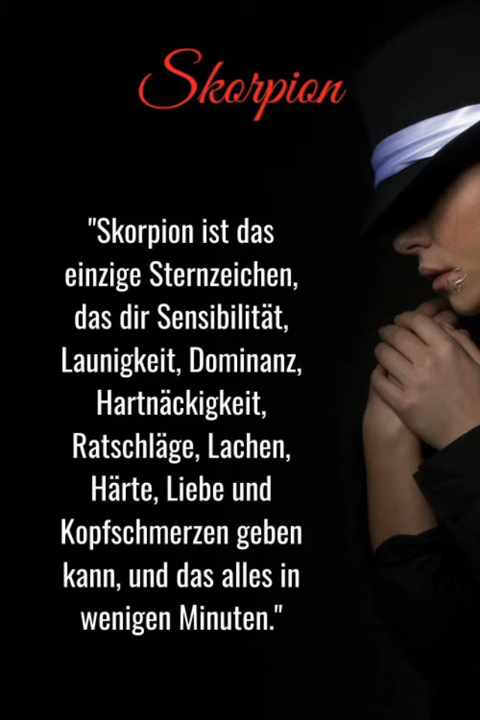 Skorpion
"Skorpion ist das
einzige Sternzeichen,
das dir Sensibilität,
Launigkeit, Dominanz,
Hartnäckigkeit,
Ratschläge, Lachen,
Härte, Liebe und
Kopfschmerzen geben
kann, und das alles in
wenigen Minuten."